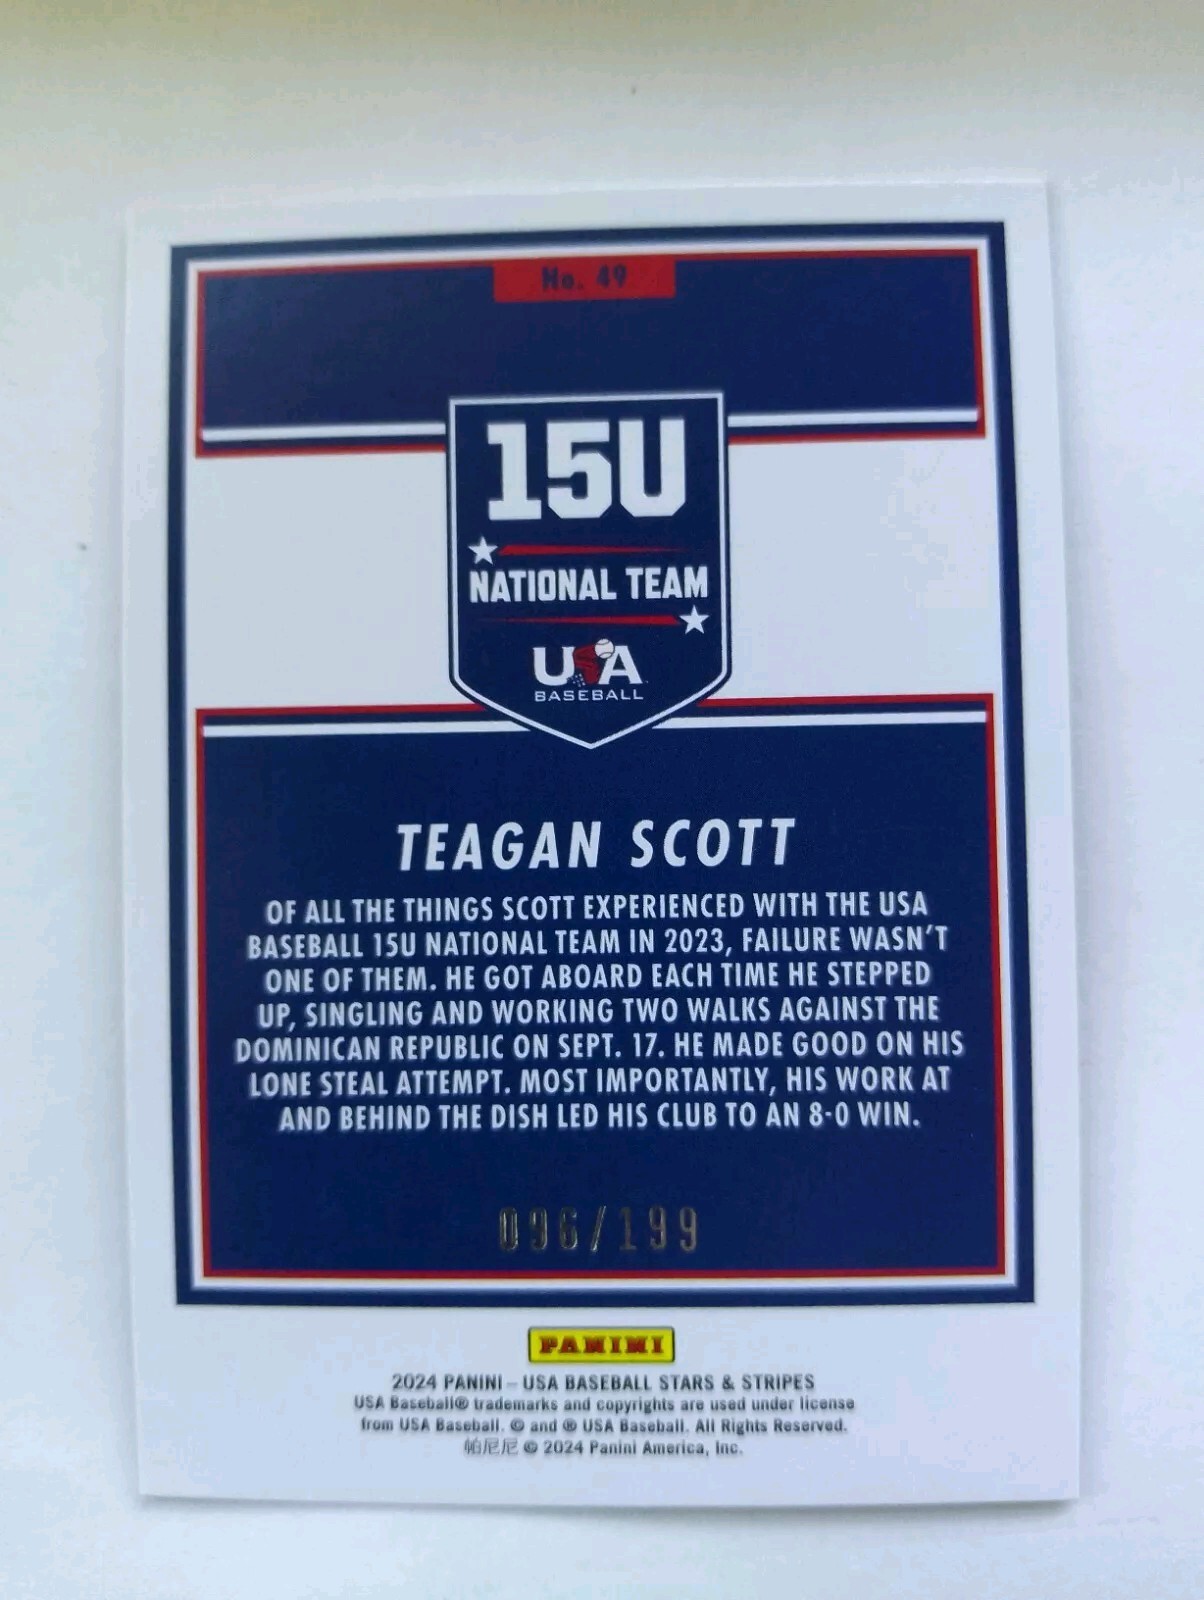 No. 49
15U
NATIONAL TEAM
USA
BASEBALL
TEAGAN SCOTT
OF ALL THE THINGS SCOTT EXPERIENCED WITH THE USA
BASEBALL 15U NATIONAL TEAM IN 2023, FAILURE WASN'T
ONE OF THEM. HE GOT ABOARD EACH TIME HE STEPPED
UP, SINGLING AND WORKING TWO WALKS AGAINST THE
DOMINICAN REPUBLIC ON SEPT. 17. HE MADE GOOD ON HIS
LONE STEAL ATTEMPT. MOST IMPORTANTLY, HIS WORK AT
AND BEHIND THE DISH LED HIS CLUB TO AN 8-0 WIN.
096/199
PANINI
2024 PANINI – USA BASEBALL STARS & STRIPES
USA Baseball® trademarks and copyrights are used under license
from USA Baseball. © and ® USA Baseball. All Rights Reserved.
帕尼尼 © 2024 Panini America, Inc.